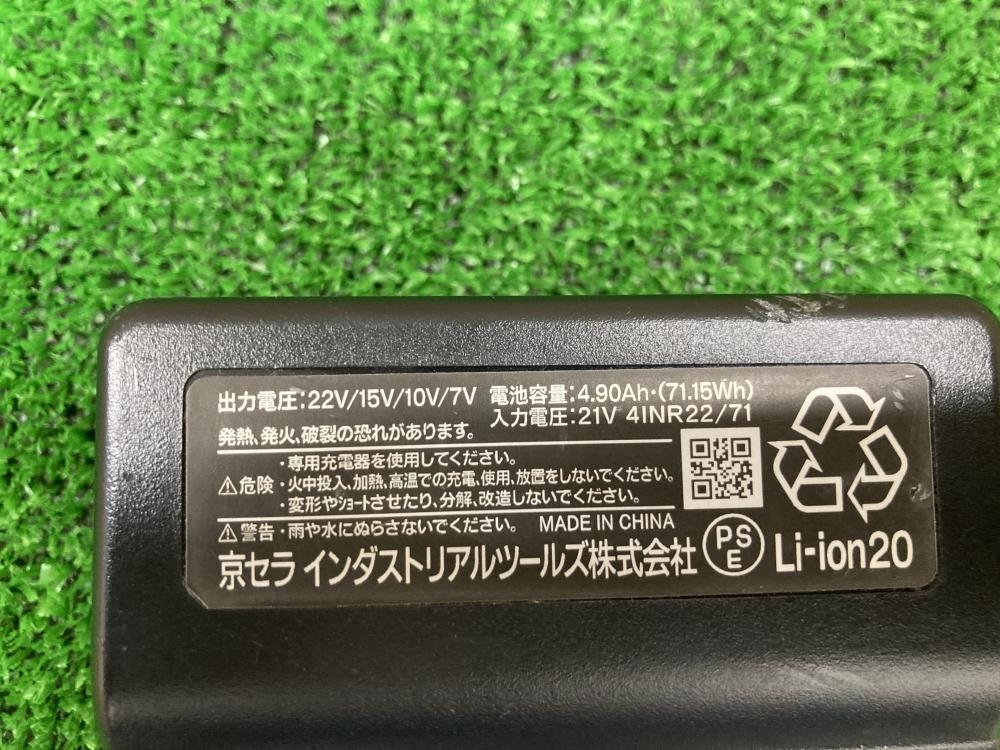 出力電圧:22V/15V/10V/7V 電池容量:4.90Ah・(71.15Wh)
入力電圧:21V 4INR22/71
発熱、発火、破裂の恐れがあります。
⚠危険
・専用充電器を使用してください。
・火中投入、加熱、高温での充電、使用、放置をしないでください。
・変形やショートさせたり、分解、改造しないでください。
⚠警告・雨や水にぬらさないでください。 MADE IN CHINA
京セラ インダストリアルツールズ株式会社
PS
E
Li-ion20